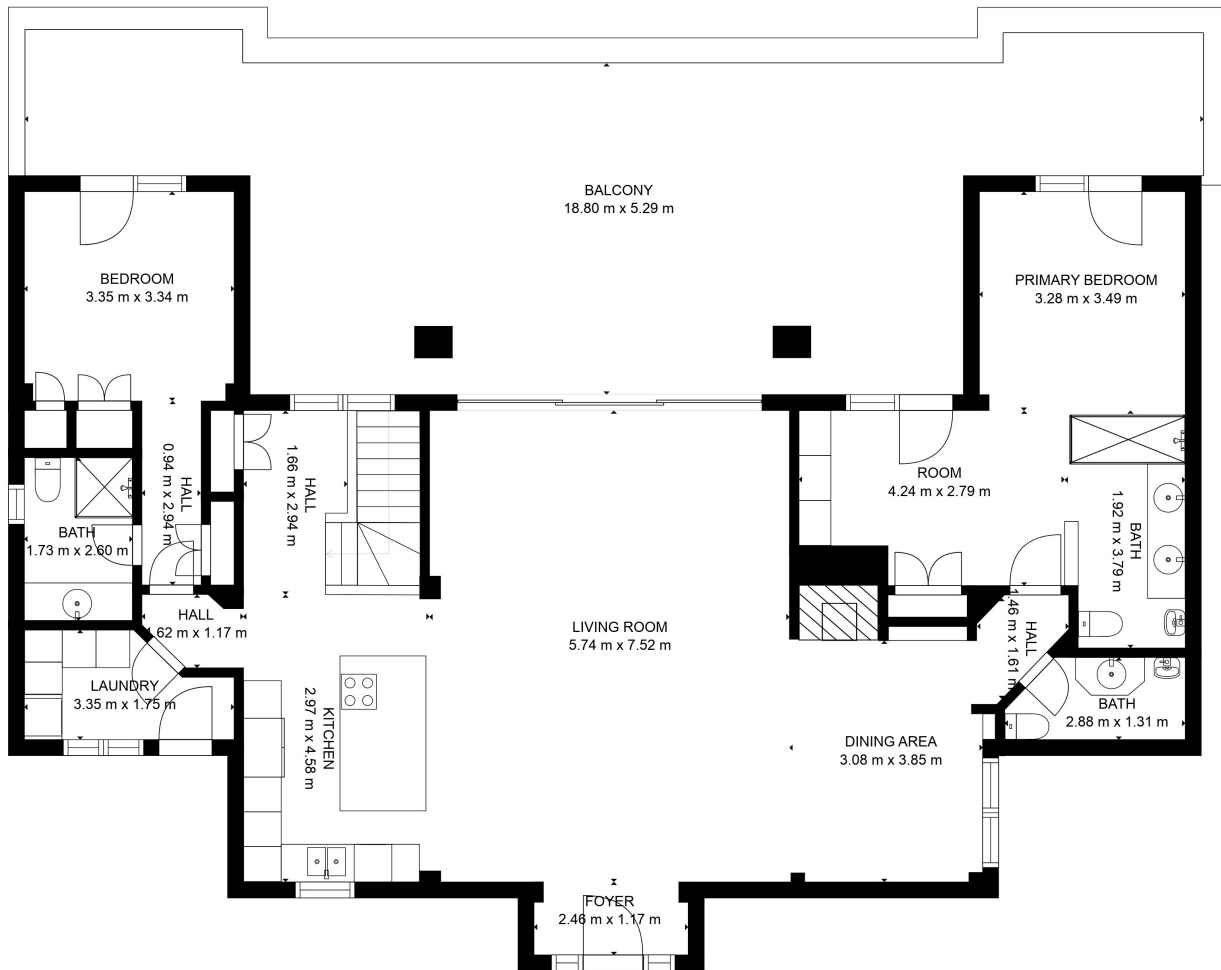 BALCONY
18.80 m x 5.29 m
BEDROOM
3.35 m x 3.34 m
PRIMARY BEDROOM
3.28 m x 3.49 m
HALL
0.94 m x 2.94 m
HALL
1.66 m x 2.94 m
ROOM
4.24 m x 2.79 m
BATH
1.92 m x 3.79 m
BATH
1.73 m x 2.60 m
HALL
1.62 m x 1.17 m
LIVING ROOM
5.74 m x 7.52 m
HALL
1.46 m x 1.61 m
LAUNDRY
3.35 m x 1.75 m
KITCHEN
2.97 m x 4.58 m
BATH
2.88 m x 1.31 m
DINING AREA
3.08 m x 3.85 m
FOYER
2.46 m x 1.17 m